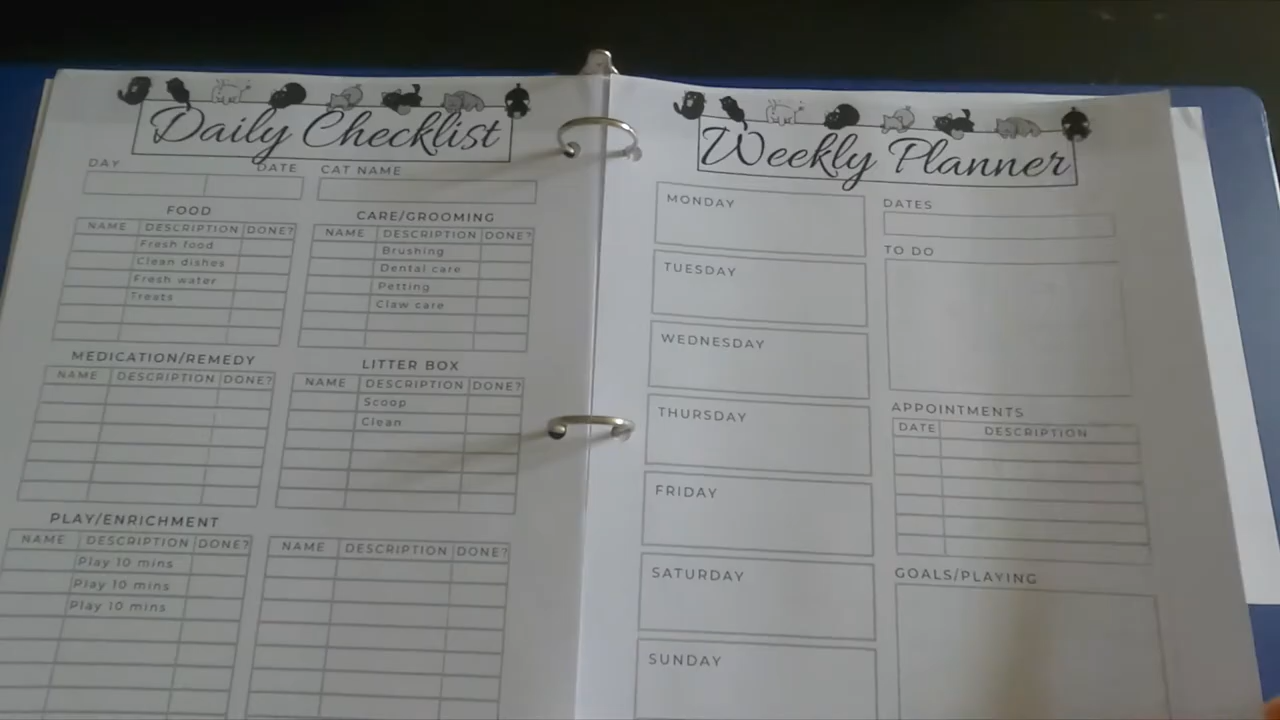 Daily Checklist
DAY DATE CAT NAME
FOOD
NAME DESCRIPTION DONE?
Fresh food
Clean dishes
Fresh water
Treats
CARE/GROOMING
NAME DESCRIPTION DONE?
Brushing
Dental care
Petting
Claw care
MEDICATION/REMEDY
NAME DESCRIPTION DONE?
LITTER BOX
NAME DESCRIPTION DONE?
Scoop
Clean
PLAY/ENRICHMENT
NAME DESCRIPTION DONE?
Play 10 mins
Play 10 mins
Play 10 mins
NAME DESCRIPTION DONE?
Weekly Planner
MONDAY
TUESDAY
WEDNESDAY
THURSDAY
FRIDAY
SATURDAY
SUNDAY
DATES
TO DO
APPOINTMENTS
DATE DESCRIPTION
GOALS/PLAYING